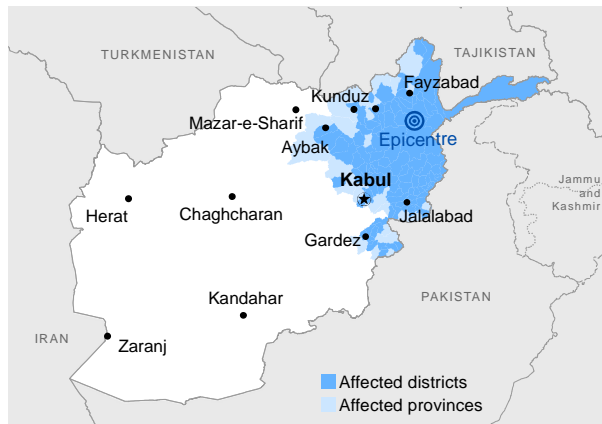 TURKMENISTAN
TAJIKISTAN
Fayzabad
Kunduz
Mazar-e-Sharif
Epicentre
Aybak
Kabul
Jammu
and
Kashmir
Herat
Chaghcharan
Jalalabad
Gardez
PAKISTAN
Kandahar
IRAN
Zaranj
Affected districts
Affected provinces